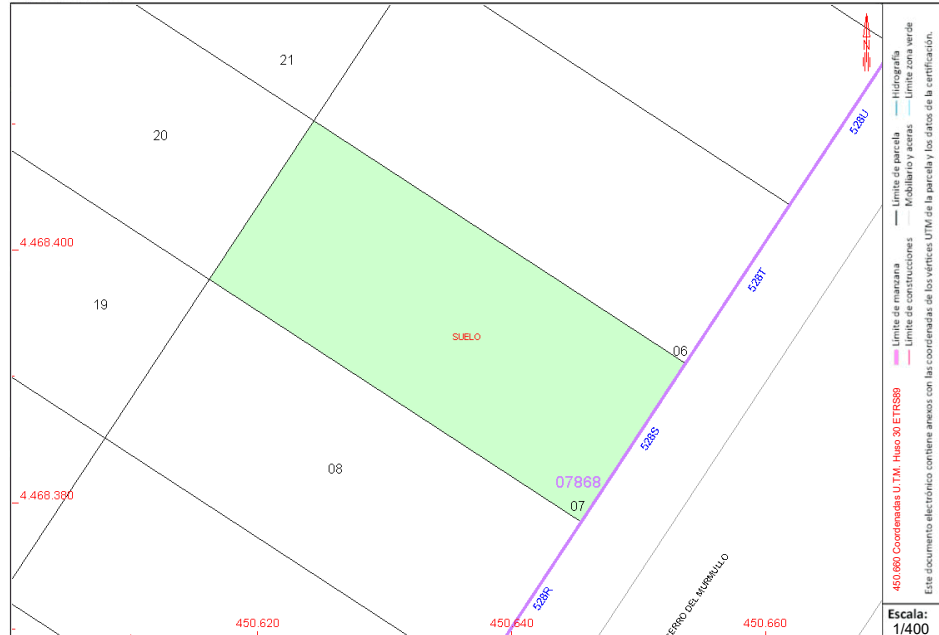 21
20
528U
4.468.400
528T
19
SUELO
06
528S
08
07868
07
4.468.380
528R
ERRO DEL MURMULLO
450.620
450.640
450.660
450.660 Coordenadas U.T.M. Huso 30 ETRS89
Límite de manzana
Límite de parcela
Hidrografía
Límite de construcciones
Mobiliario y aceras
Límite zona verde
Este documento electrónico contiene anexos con las coordenadas de los vértices UTM de la parcela y los datos de la certificación.
Escala:
1/400